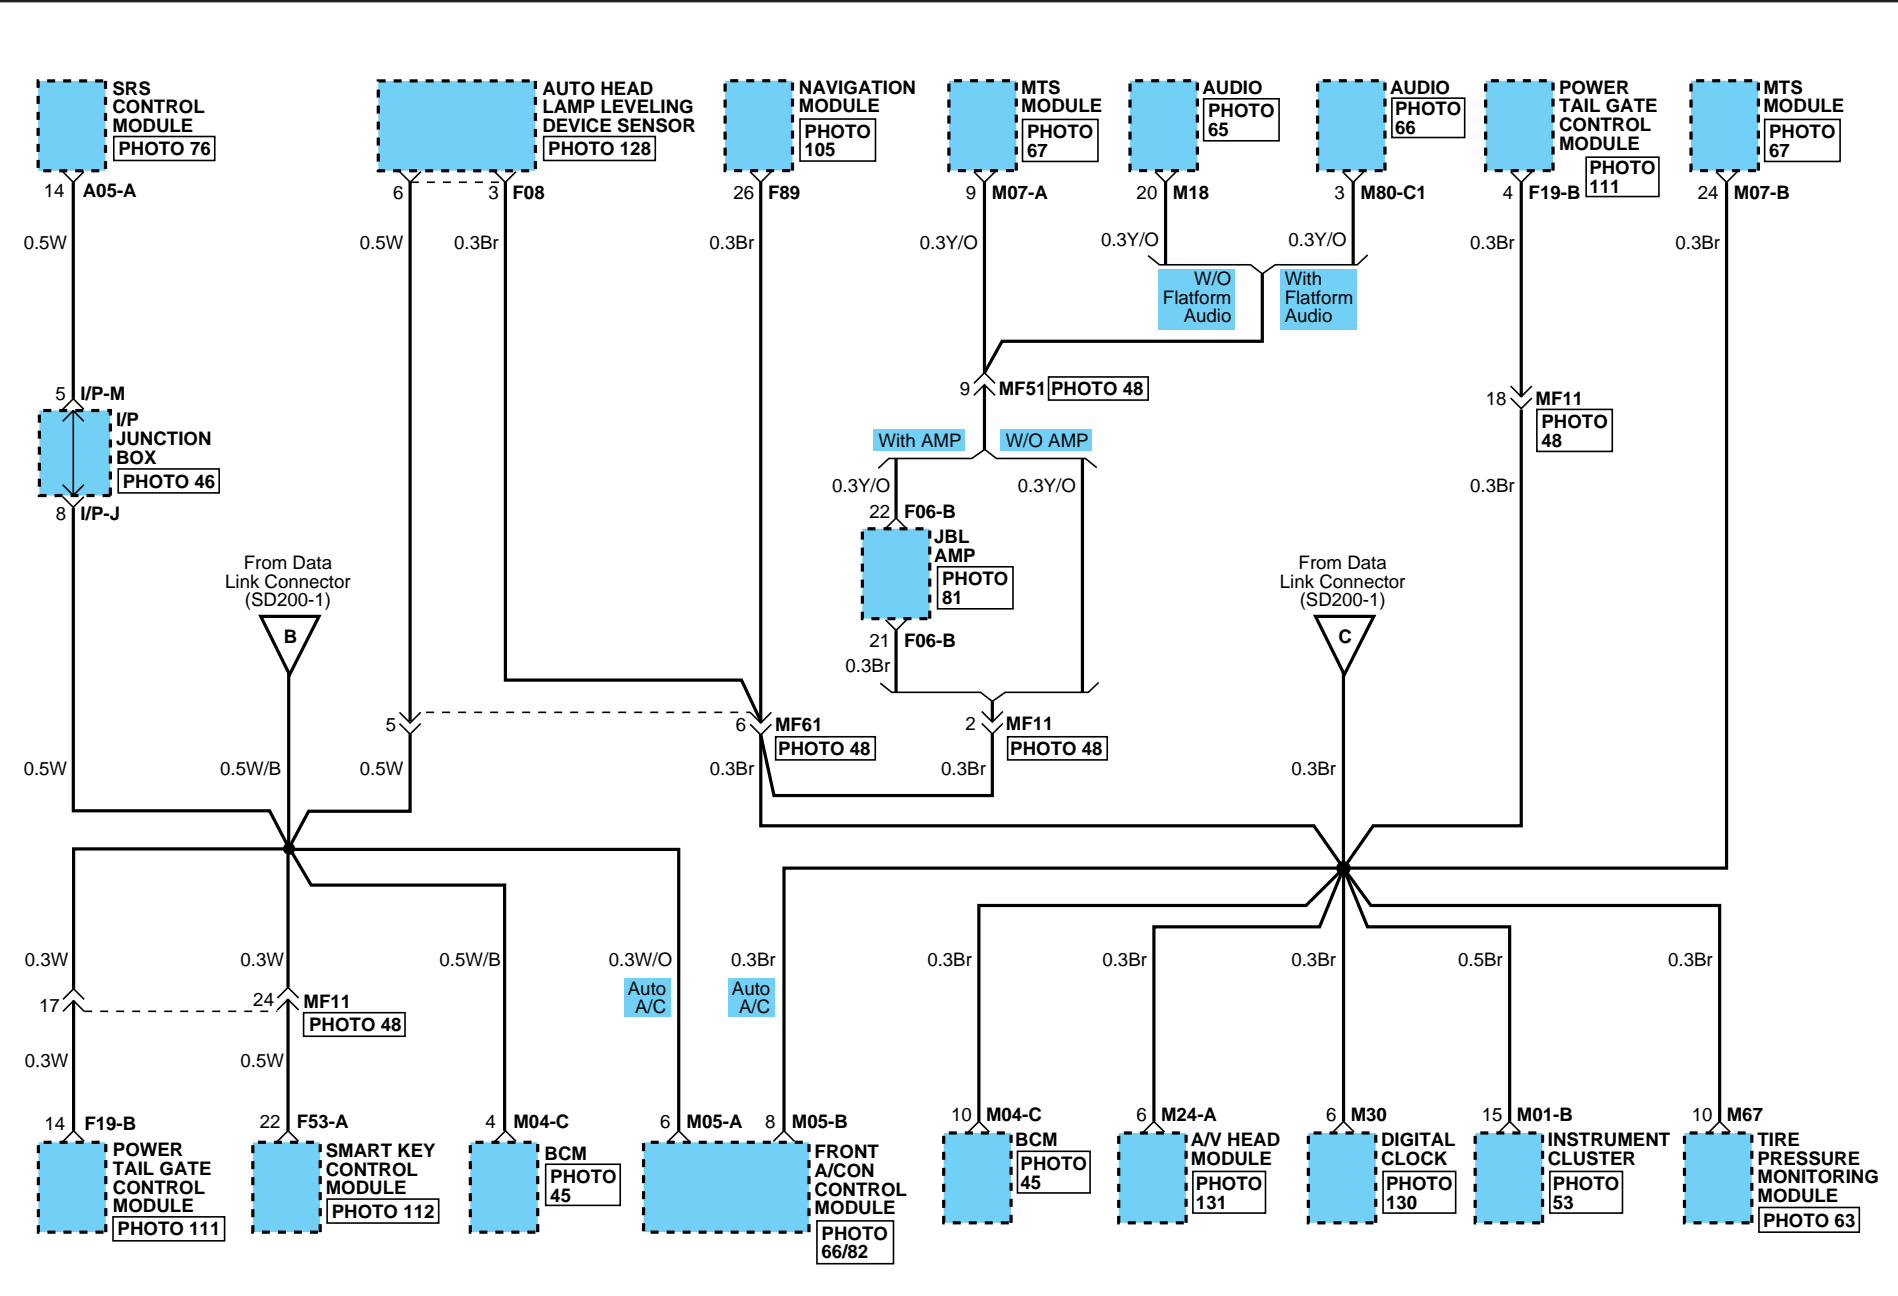 SRS
CONTROL
MODULE
PHOTO 76
14 A05-A
0.5W
5 I/P-M
I/P
JUNCTION
BOX
PHOTO 46
8 I/P-J
0.5W
AUTO HEAD
LAMP LEVELING
DEVICE SENSOR
PHOTO 128
6
3 F08
0.5W
0.3Br
NAVIGATION
MODULE
PHOTO
105
26 F89
0.3Br
MTS
MODULE
PHOTO
67
9 M07-A
0.3Y/O
AUDIO
PHOTO
65
20 M18
0.3Y/O
AUDIO
PHOTO
66
3 M80-C1
0.3Y/O
W/O
Flatform
Audio
With
Flatform
Audio
POWER
TAIL GATE
CONTROL
MODULE
PHOTO
111
4 F19-B
0.3Br
18 MF11
PHOTO
48
0.3Br
MTS
MODULE
PHOTO
67
24 M07-B
0.3Br
9 MF51 PHOTO 48
With AMP
W/O AMP
0.3Y/O
0.3Y/O
22 F06-B
JBL
AMP
PHOTO
81
21 F06-B
0.3Br
2 MF11
PHOTO 48
0.3Br
From Data
Link Connector
(SD200-1)
B
0.5W/B
5
0.5W
6 MF61
PHOTO 48
0.3Br
From Data
Link Connector
(SD200-1)
C
0.3Br
0.3W
17
0.3W
14 F19-B
POWER
TAIL GATE
CONTROL
MODULE
PHOTO 111
0.3W
24 MF11
PHOTO 48
0.5W
22 F53-A
SMART KEY
CONTROL
MODULE
PHOTO 112
0.5W/B
4 M04-C
BCM
PHOTO
45
0.3W/O
Auto
A/C
6 M05-A
0.3Br
Auto
A/C
8 M05-B
FRONT
A/CON
CONTROL
MODULE
PHOTO
66/82
0.3Br
10 M04-C
BCM
PHOTO
45
0.3Br
6 M24-A
A/V HEAD
MODULE
PHOTO
131
0.3Br
6 M30
DIGITAL
CLOCK
PHOTO
130
0.5Br
15 M01-B
INSTRUMENT
CLUSTER
PHOTO
53
0.3Br
10 M67
TIRE
PRESSURE
MONITORING
MODULE
PHOTO 63